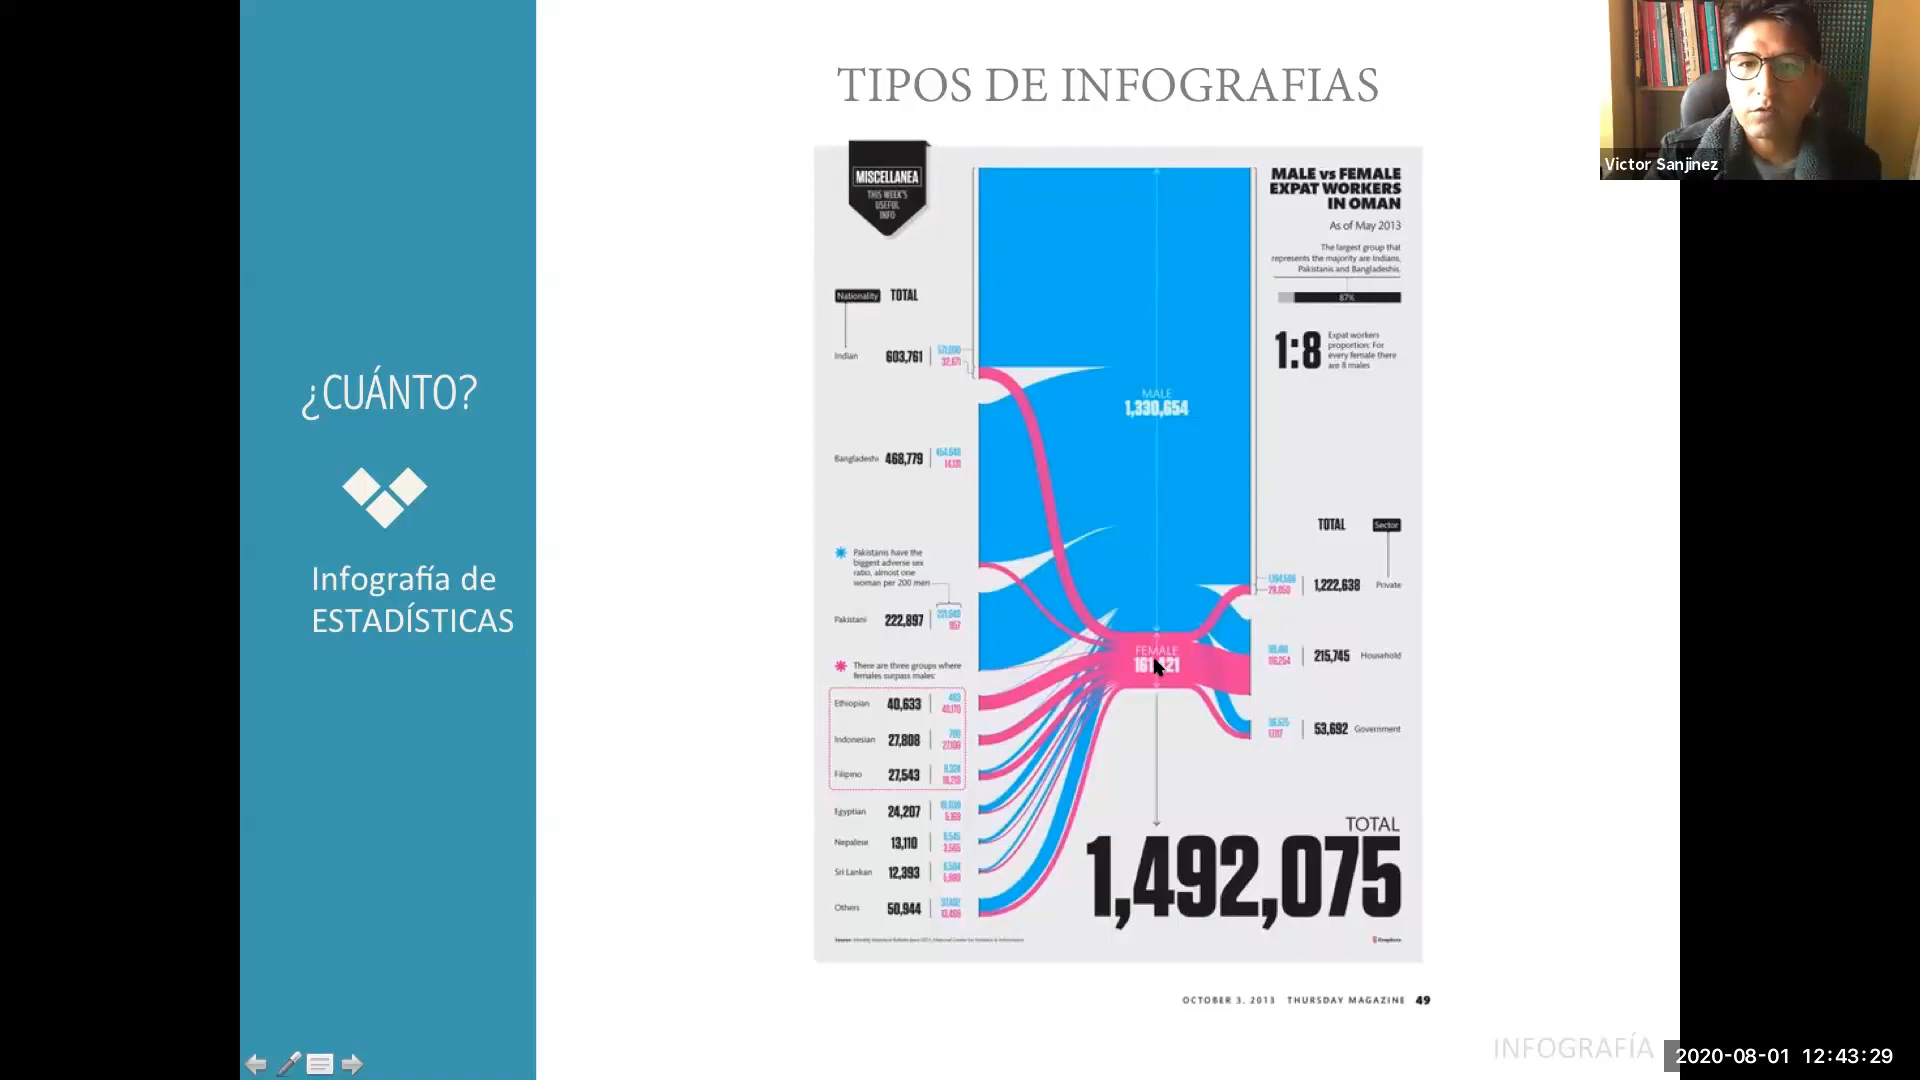 TIPOS DE INFOGRAFIAS
Victor Sanjinez
¿CUÁNTO?
Infografía de
ESTADÍSTICAS
MISCELLANEA
THIS WEEK'S
USEFUL
INFO
MALE vs FEMALE
EXPAT WORKERS
IN OMAN
As of May 2013
The largest group that
represents the majority are Indians,
Pakistanis and Bangladeshis.
87%
1:8
Expat workers
proportion: For
every female there
are 8 males
Nationality TOTAL
Indian 603,761
32,671
Bangladeshi 468,779
Pakistanis have the
biggest adverse sex
ratio, almost one
woman per 200 men
Pakistani 222,897
There are three groups where
females surpass males:
Ethiopian 40,633
Indonesian 27,808
Filipino 27,543
Egyptian 24,207
Nepalese 13,110
Sri Lankan 12,393
Others 50,944
MALE
1,330,654
FEMALE
TOTAL Sector
1,222,638 Private
215,745 Household
53,692 Government
TOTAL
1,492,075
OCTOBER 3, 2013 THURSDAY MAGAZINE 49
INFOGRAFÍA
2020-08-01 12:43:29